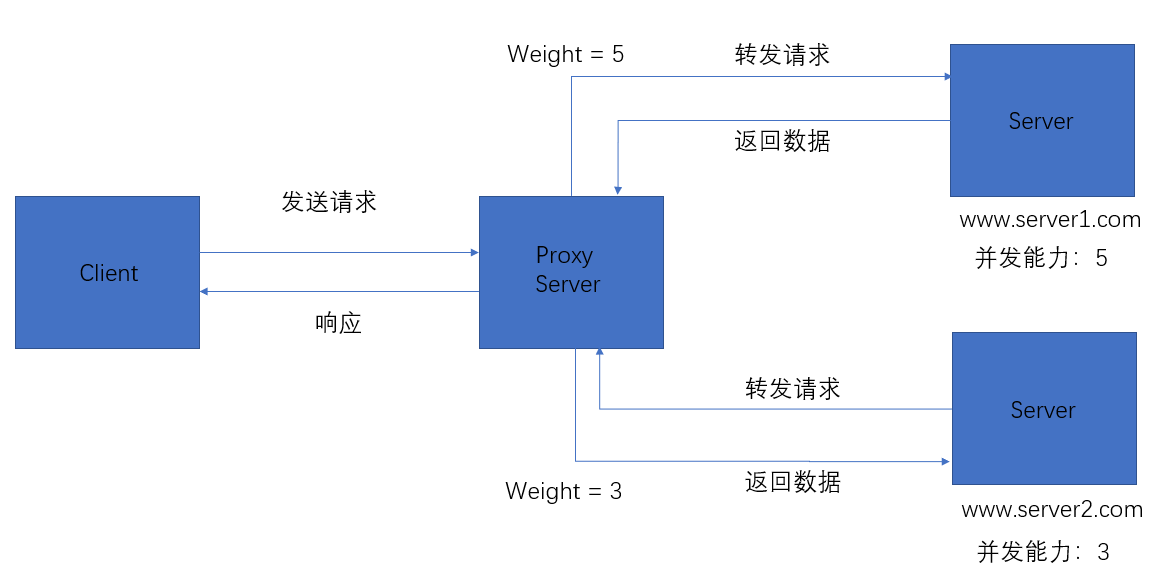 Weight = 5
转发请求
Server
返回数据
www.server1.com
并发能力：5
发送请求
Client
Proxy
Server
响应
转发请求
Server
返回数据
Weight = 3
www.server2.com
并发能力：3